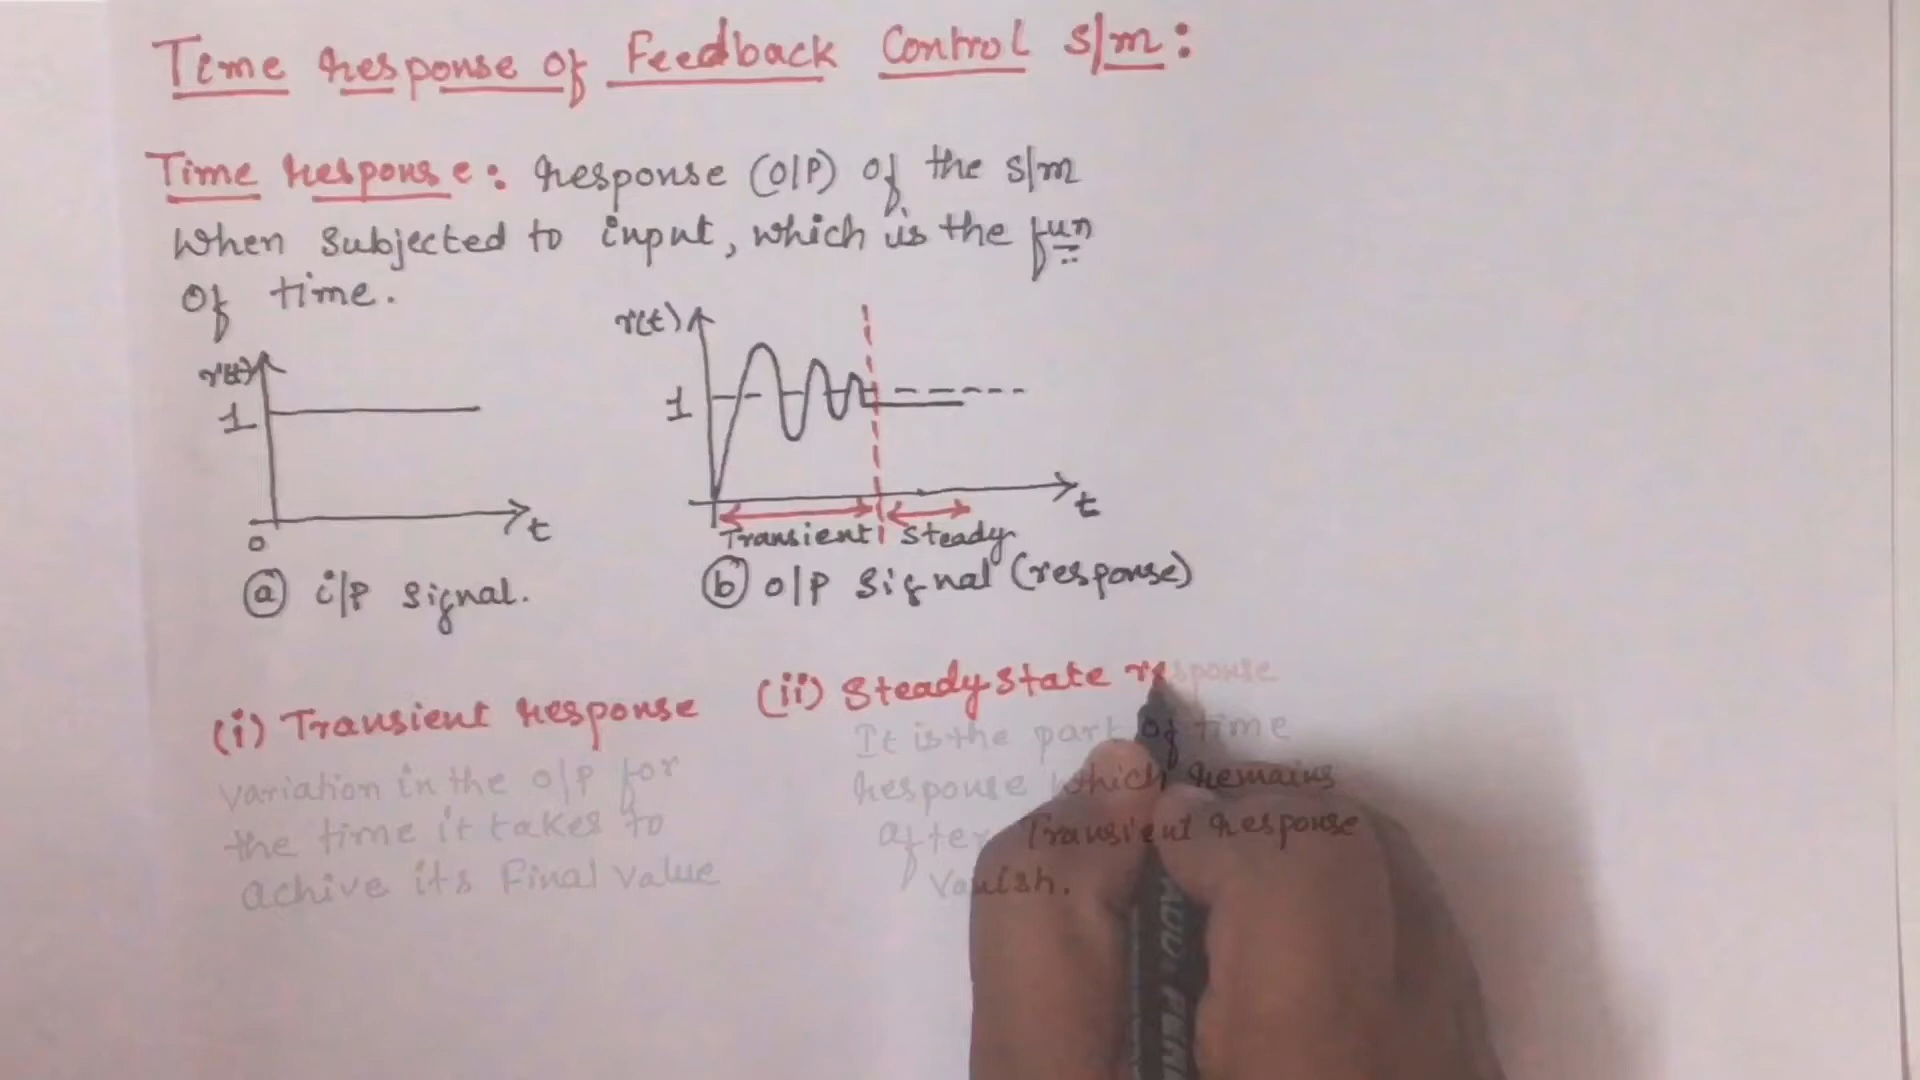 Time Response of Feedback Control s/m:
Time Response: Response (O/P) of the s/m
when subjected to input, which is the fun
of time.
r(t)
1
0
t
r(t)
1
t
Transient Steady
(a) i/p signal.
(b) o/p signal (response)
(i) Transient Response
variation in the o/p for
the time it takes to
achive its final value
(ii) Steady state response
It is the part of time
Response which Remains
after Transient Response
Vanish.